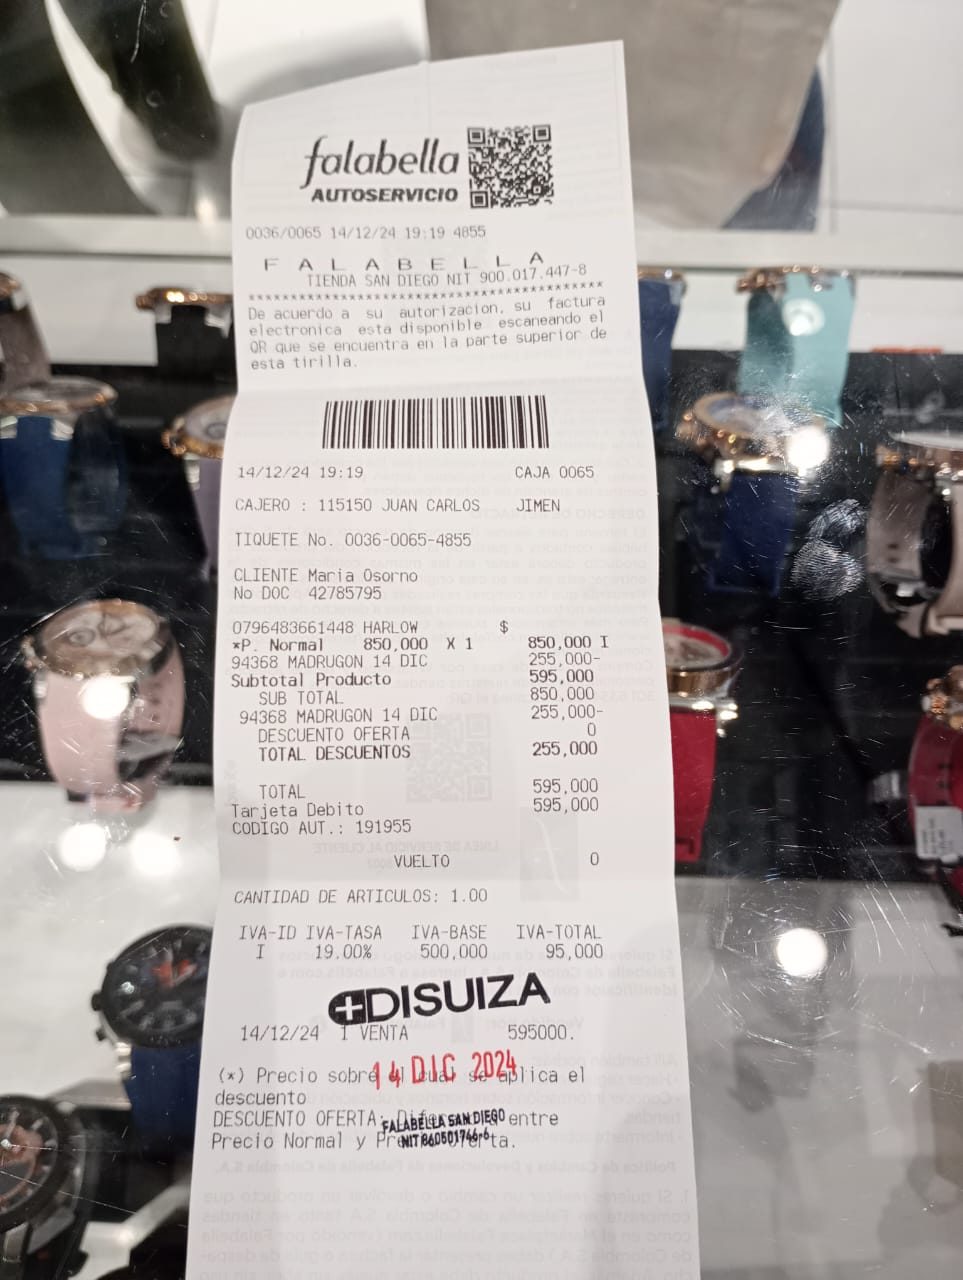 falabella
AUTOSERVICIO
0036/0065 14/12/24 19:19 4855
F A L A B E L L A
TIENDA SAN DIEGO NIT 900.017.447-8
****************************************
De acuerdo a su autorizacion, su factura
electronica esta disponible escaneando el
QR que se encuentra en la parte superior de
esta tirilla.
14/12/24 19:19 CAJA 0065
CAJERO : 115150 JUAN CARLOS JIMEN
TIQUETE No. 0036-0065-4855
CLIENTE Maria Osorno
No DOC 42785795
0796483661448 HARLOW $
*P. Normal 850,000 X 1 850,000 I
94368 MADRUGON 14 DIC 255,000-
Subtotal Producto 595,000
SUB TOTAL 850,000
94368 MADRUGON 14 DIC 255,000-
DESCUENTO OFERTA 0
TOTAL DESCUENTOS 255,000
TOTAL 595,000
Tarjeta Debito 595,000
CODIGO AUT.: 191955
VUELTO 0
CANTIDAD DE ARTICULOS: 1.00
IVA-ID IVA-TASA IVA-BASE IVA-TOTAL
I 19.00% 500,000 95,000
DISUIZA
14/12/24 1 VENTA 595000.
14 DIC 2024
(*) Precio sobre el cual se aplica el
descuento
DESCUENTO OFERTA: Diferencia entre
FALABELLA SAN DIEGO
NIT 860501766-6
Precio Normal y Precio Oferta.